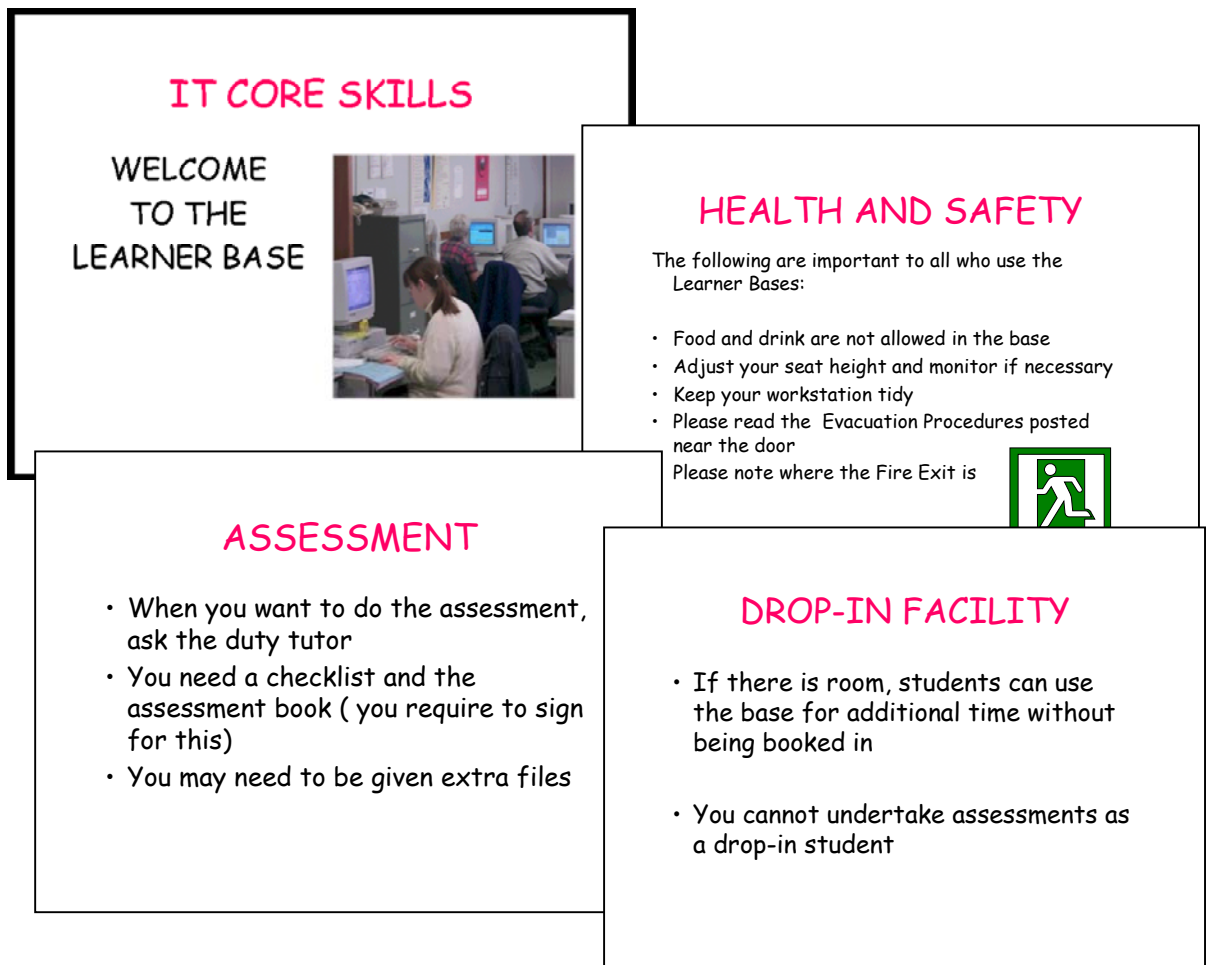 IT CORE SKILLS
WELCOME
TO THE
LEARNER BASE
HEALTH AND SAFETY
The following are important to all who use the
Learner Bases:
• Food and drink are not allowed in the base
• Adjust your seat height and monitor if necessary
• Keep your workstation tidy
• Please read the Evacuation Procedures posted
near the door
Please note where the Fire Exit is
ASSESSMENT
• When you want to do the assessment,
ask the duty tutor
• You need a checklist and the
assessment book ( you require to sign
for this)
• You may need to be given extra files
DROP-IN FACILITY
• If there is room, students can use
the base for additional time without
being booked in
• You cannot undertake assessments as
a drop-in student